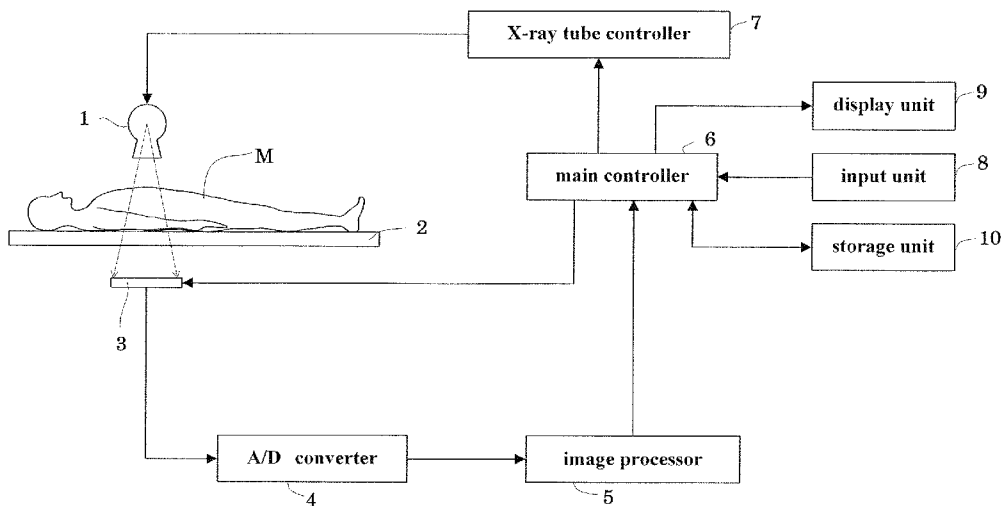 X-ray tube controller
7
1
M
2
3
6
main controller
display unit
9
input unit
8
storage unit
10
A/D converter
4
image processor
5